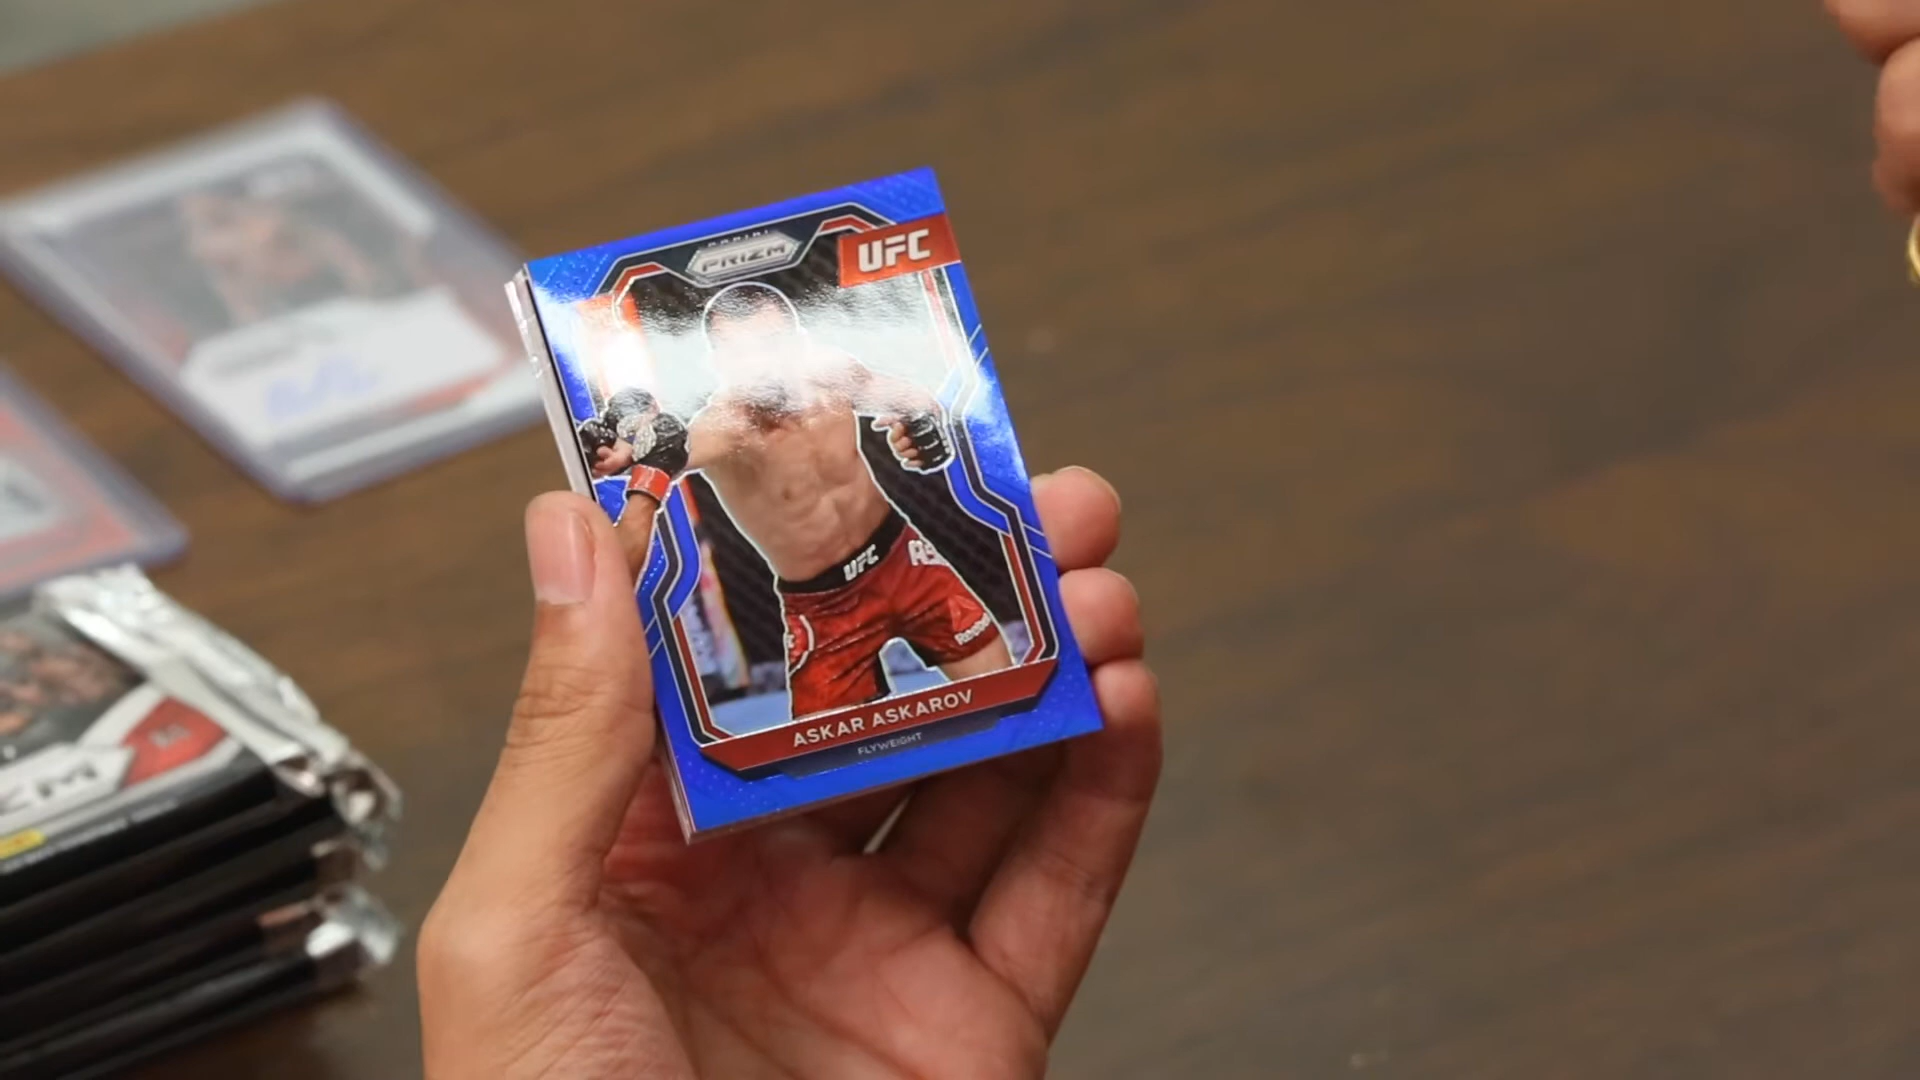 PANINI
PRIZM
UFC
UFC
Reebok
ASKAR ASKAROV
FLYWEIGHT